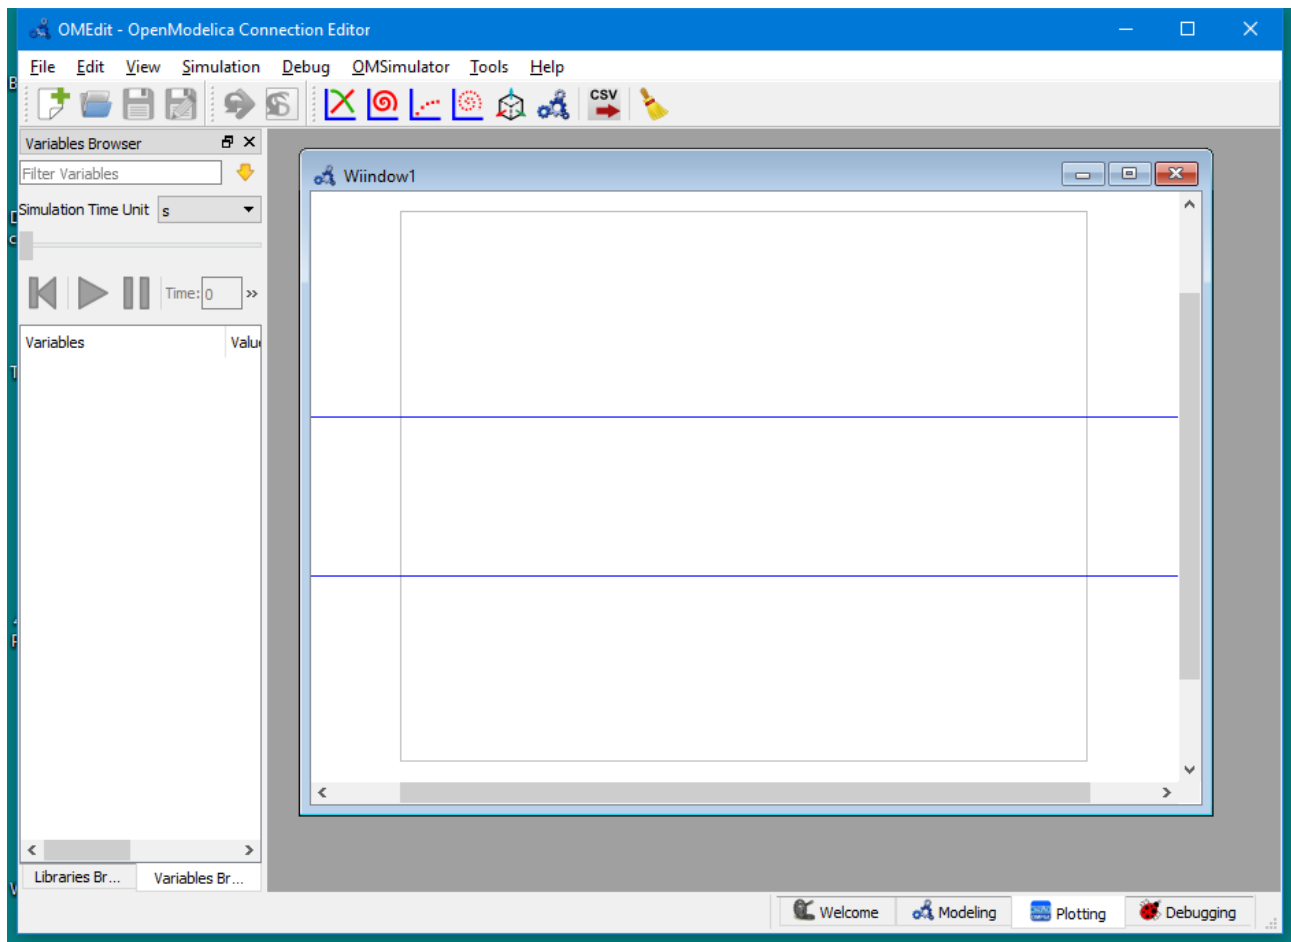 OMEdit - OpenModelica Connection Editor
File Edit View Simulation Debug OMSimulator Tools Help
CSV
Variables Browser
Filter Variables
Simulation Time Unit s
Time: 0 »
Variables Value
Wiindow1
Libraries Br... Variables Br...
Welcome Modeling Plotting Debugging